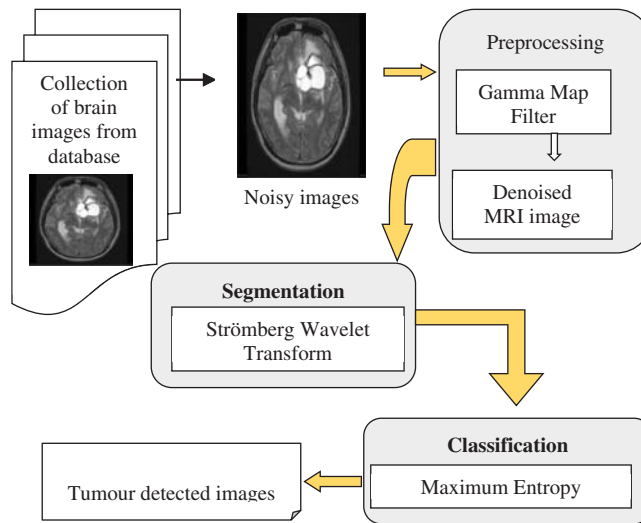 Collection
of brain
images from
database
Noisy images
Preprocessing
Gamma Map
Filter
Denoised
MRI image
Segmentation
Strömberg Wavelet
Transform
Classification
Maximum Entropy
Tumour detected images